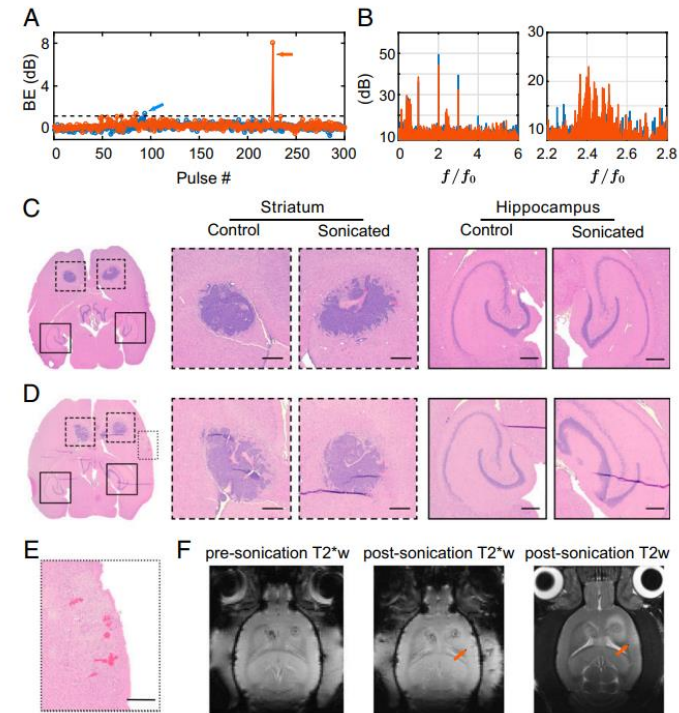 A
BE (dB)
8
4
0
0 50 100 150 200 250 300
Pulse #
B
(dB)
50
30
10
0 2 4 6
f/f₀
30
20
10
2.2 2.4 2.6 2.8
f/f₀
C
Striatum
Control Sonicated
Hippocampus
Control Sonicated
D
E
F
pre-sonication T2*w post-sonication T2*w post-sonication T2w